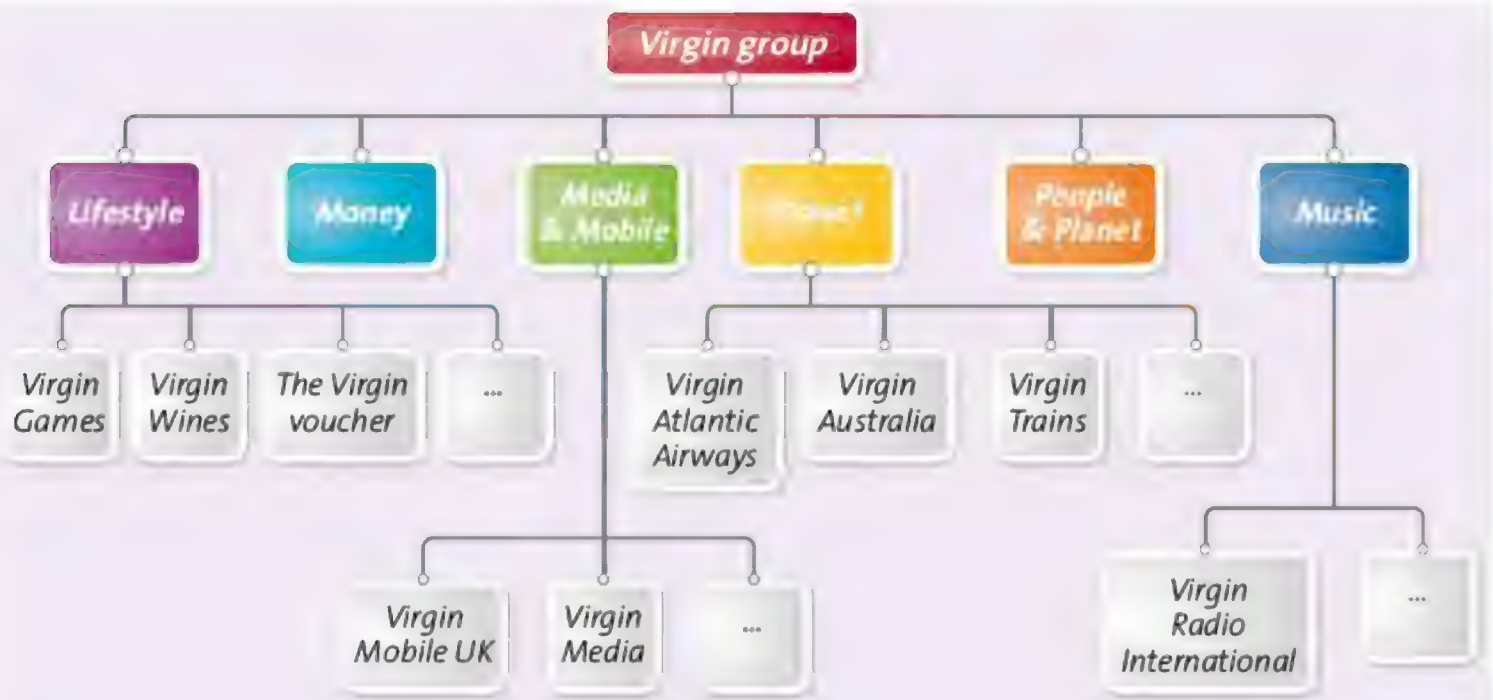 Virgin group
Lifestyle
Money
Media
& Mobile
People
& Planet
Music
Virgin
Games
Virgin
Wines
The Virgin
voucher
...
Virgin
Atlantic
Airways
Virgin
Australia
Virgin
Trains
...
Virgin
Mobile UK
Virgin
Media
...
Virgin
Radio
International
...